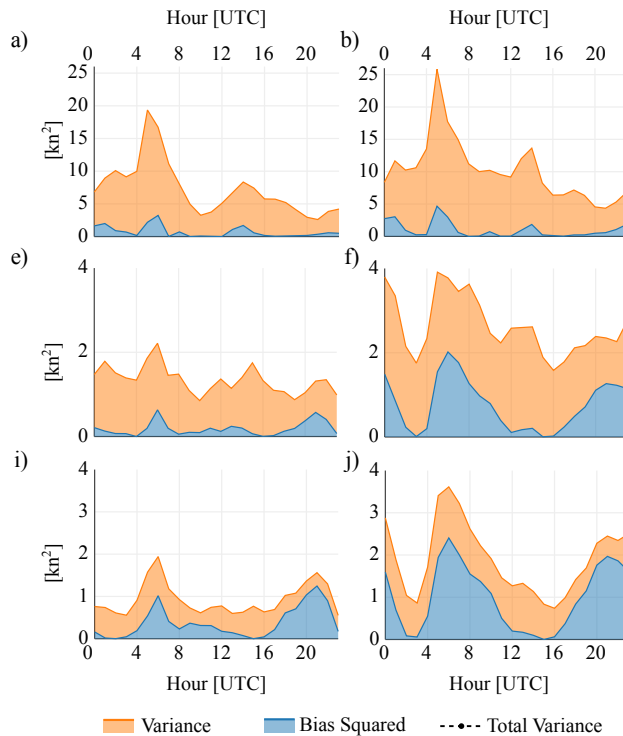 Hour [UTC] Hour [UTC]
a) b)
0 4 8 12 16 20 0 4 8 12 16 20
25 25
20 20
15 15
10 10
5 5
0 0
[kn²]
e) f)
4 4
2 2
0 0
[kn²]
i) j)
4 4
3 3
2 2
1 1
0 0
[kn²]
0 4 8 12 16 20 0 4 8 12 16 20
Hour [UTC] Hour [UTC]
Variance Bias Squared Total Variance